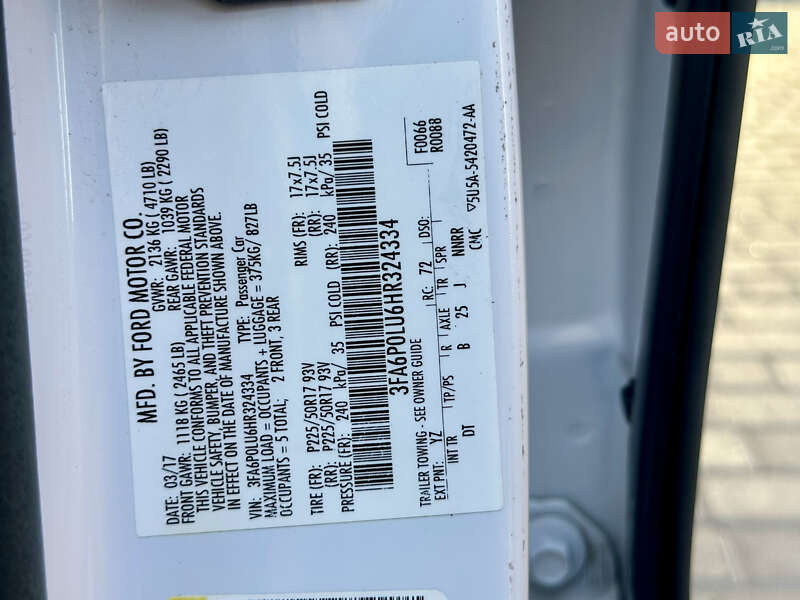 auto RIA
MFD. BY FORD MOTOR CO.
DATE: 03/17 GVWR: 2136 KG ( 4710 LB)
FRONT GAWR: 1118 KG ( 2465 LB) REAR GAWR: 1039 KG ( 2290 LB)
THIS VEHICLE CONFORMS TO ALL APPLICABLE FEDERAL MOTOR
VEHICLE SAFETY, BUMPER, AND THEFT PREVENTION STANDARDS
IN EFFECT ON THE DATE OF MANUFACTURE SHOWN ABOVE.
VIN: 3FA6P0LU6HR324334 TYPE: Passenger Car
MAXIMUM LOAD = OCCUPANTS + LUGGAGE = 375KG/ 827LB
OCCUPANTS = 5 TOTAL; 2 FRONT, 3 REAR
TIRE (FR): P225/50R17 93V RIMS (FR): 17x7.5J
(RR): P225/50R17 93V (RR): 17x7.5J
PRESSURE (FR): 240 kPa/ 35 PSI COLD (RR): 240 kPa/ 35 PSI COLD
3FA6P0LU6HR324334
F0066
R0088
TRAILER TOWING - SEE OWNER GUIDE
EXT PNT: YZ RC: 72 DSO:
INT TR TP/PS R AXLE TR SPR
DT B 25 J NNRR
CMC ▽5U5A-5420472-AA